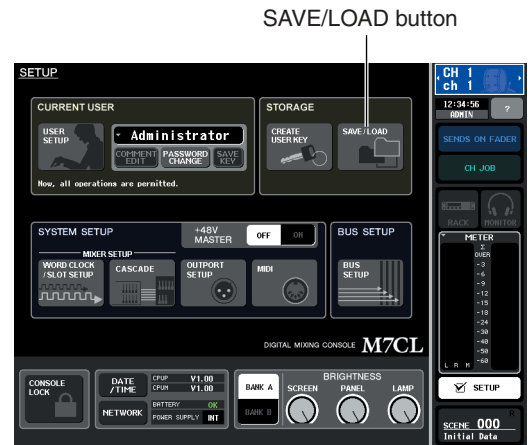 SAVE/LOAD button
SETUP
CURRENT USER
USER SETUP
Administrator
COMMENT EDIT
PASSWORD CHANGE
SAVE KEY
Now, all operations are permitted.
STORAGE
CREATE USER KEY
SAVE/LOAD
SYSTEM SETUP
+48V MASTER
OFF
ON
MIXER SETUP
WORD CLOCK /SLOT SETUP
CASCADE
OUTPORT SETUP
MIDI
BUS SETUP
BUS SETUP
DIGITAL MIXING CONSOLE M7CL
CONSOLE LOCK
DATE /TIME
CPUP V1.00
CPUM V1.00
NETWORK
BATTERY OK
POWER SUPPLY INT
BANK A
BANK B
BRIGHTNESS
SCREEN PANEL LAMP
CH 1
ch 1
12:34:56
ADMIN
?
SENDS ON FADER
CH JOB
RACK
MONITOR
METER
Σ
OVER
-3
-6
-9
-12
-15
-18
-24
-30
-40
-50
-60
L R M
SETUP
R
SCENE 000
Initial Data